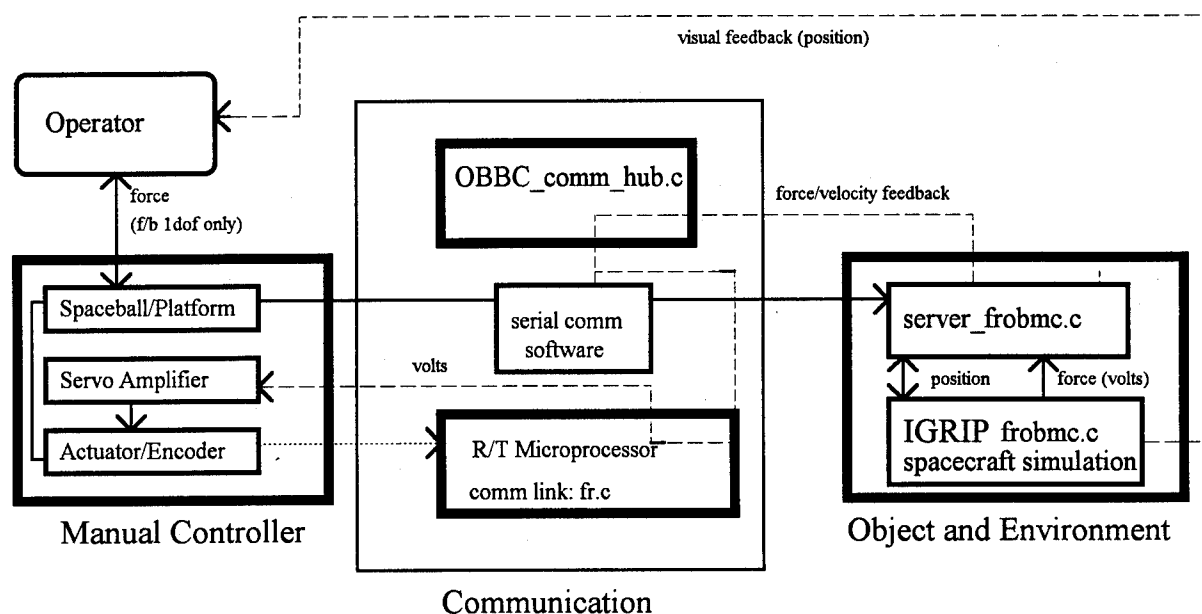 visual feedback (position)
Operator
force
(f/b 1dof only)
OBBC_comm_hub.c
force/velocity feedback
Spaceball/Platform
Servo Amplifier
Actuator/Encoder
Manual Controller
serial comm
software
volts
R/T Microprocessor
comm link: fr.c
Communication
server_frobmc.c
position
force (volts)
IGRIP frobmc.c
spacecraft simulation
Object and Environment